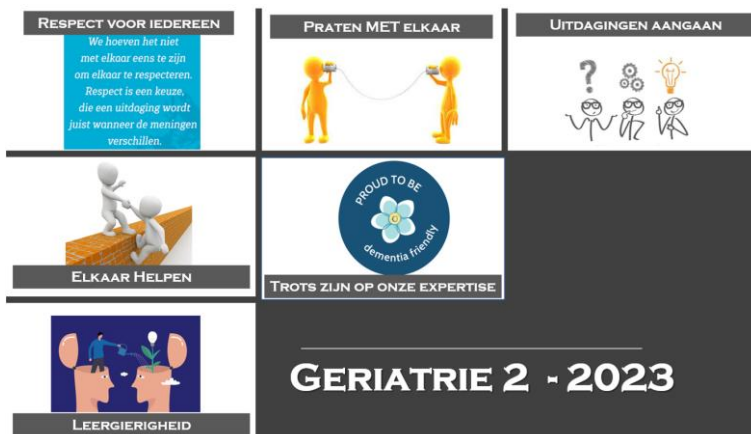 RESPECT VOOR IEDEREEN
We hoeven het niet
met elkaar eens te zijn
om elkaar te respecteren.
Respect is een keuze,
die een uitdaging wordt
juist wanneer de meningen
verschillen.
PRATEN MET ELKAAR
UITDAGINGEN AANGAAN
?
ELKAAR HELPEN
PROUD TO BE
dementia friendly
TROTS ZIJN OP ONZE EXPERTISE
LEERGIERIGHEID
GERIATRIE 2 - 2023